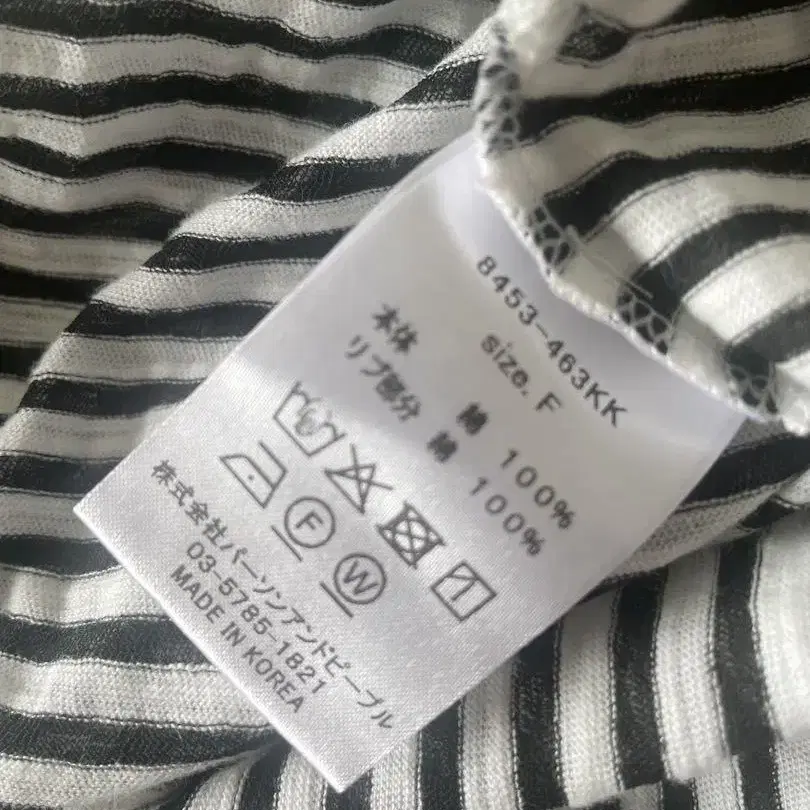 8453-463KK
size. F
本体 綿 100%
リブ部分 綿 100%
F
W
株式会社パーソンアンドピープル
03-5785-1821
MADE IN KOREA